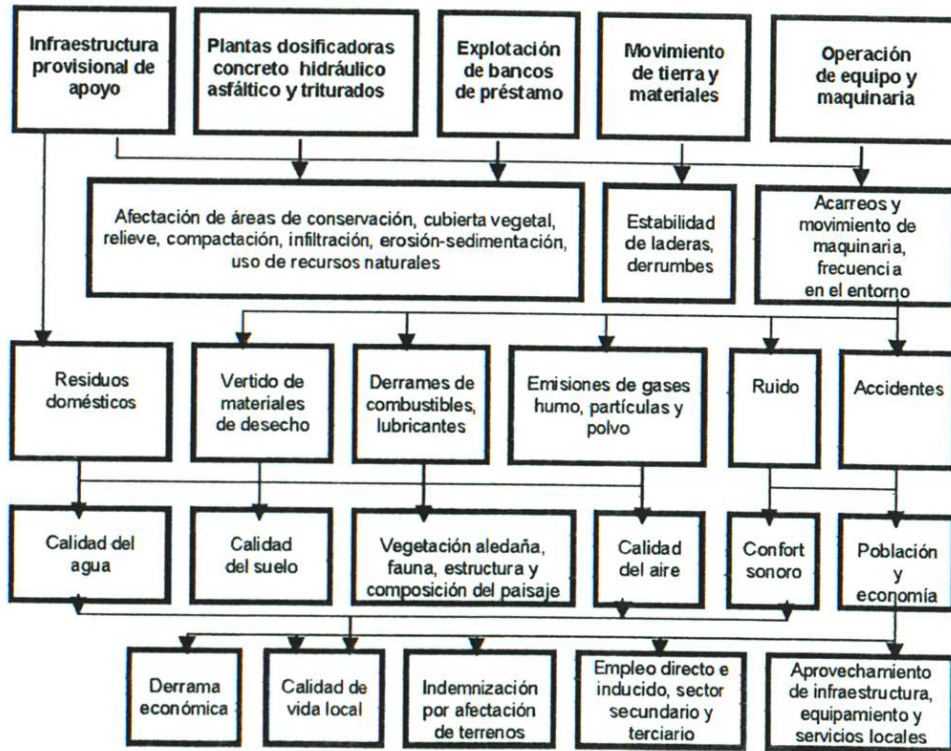 Infraestructura
provisional de
apoyo
Plantas dosificadoras
concreto hidráulico
asfáltico y triturados
Explotación
de bancos
de préstamo
Movimiento
de tierra y
materiales
Operación
de equipo y
maquinaria
Afectación de áreas de conservación, cubierta vegetal,
relieve, compactación, infiltración, erosión-sedimentación,
uso de recursos naturales
Estabilidad
de laderas,
derrumbes
Acarreos y
movimiento de
maquinaria,
frecuencia
en el entorno
Residuos
domésticos
Vertido de
materiales
de desecho
Derrames de
combustibles,
lubricantes
Emisiones de gases
humo, partículas y
polvo
Ruido
Accidentes
Calidad del
agua
Calidad
del suelo
Vegetación aledaña,
fauna, estructura y
composición del paisaje
Calidad
del aire
Confort
sonoro
Población
y
economía
Derrama
económica
Calidad de
vida local
Indemnización
por afectación
de terrenos
Empleo directo e
inducido, sector
secundario y
terciario
Aprovechamiento
de infraestructura,
equipamiento y
servicios locales